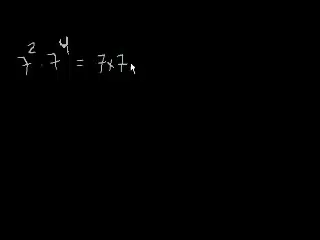 7² · 7⁴ = 7×7